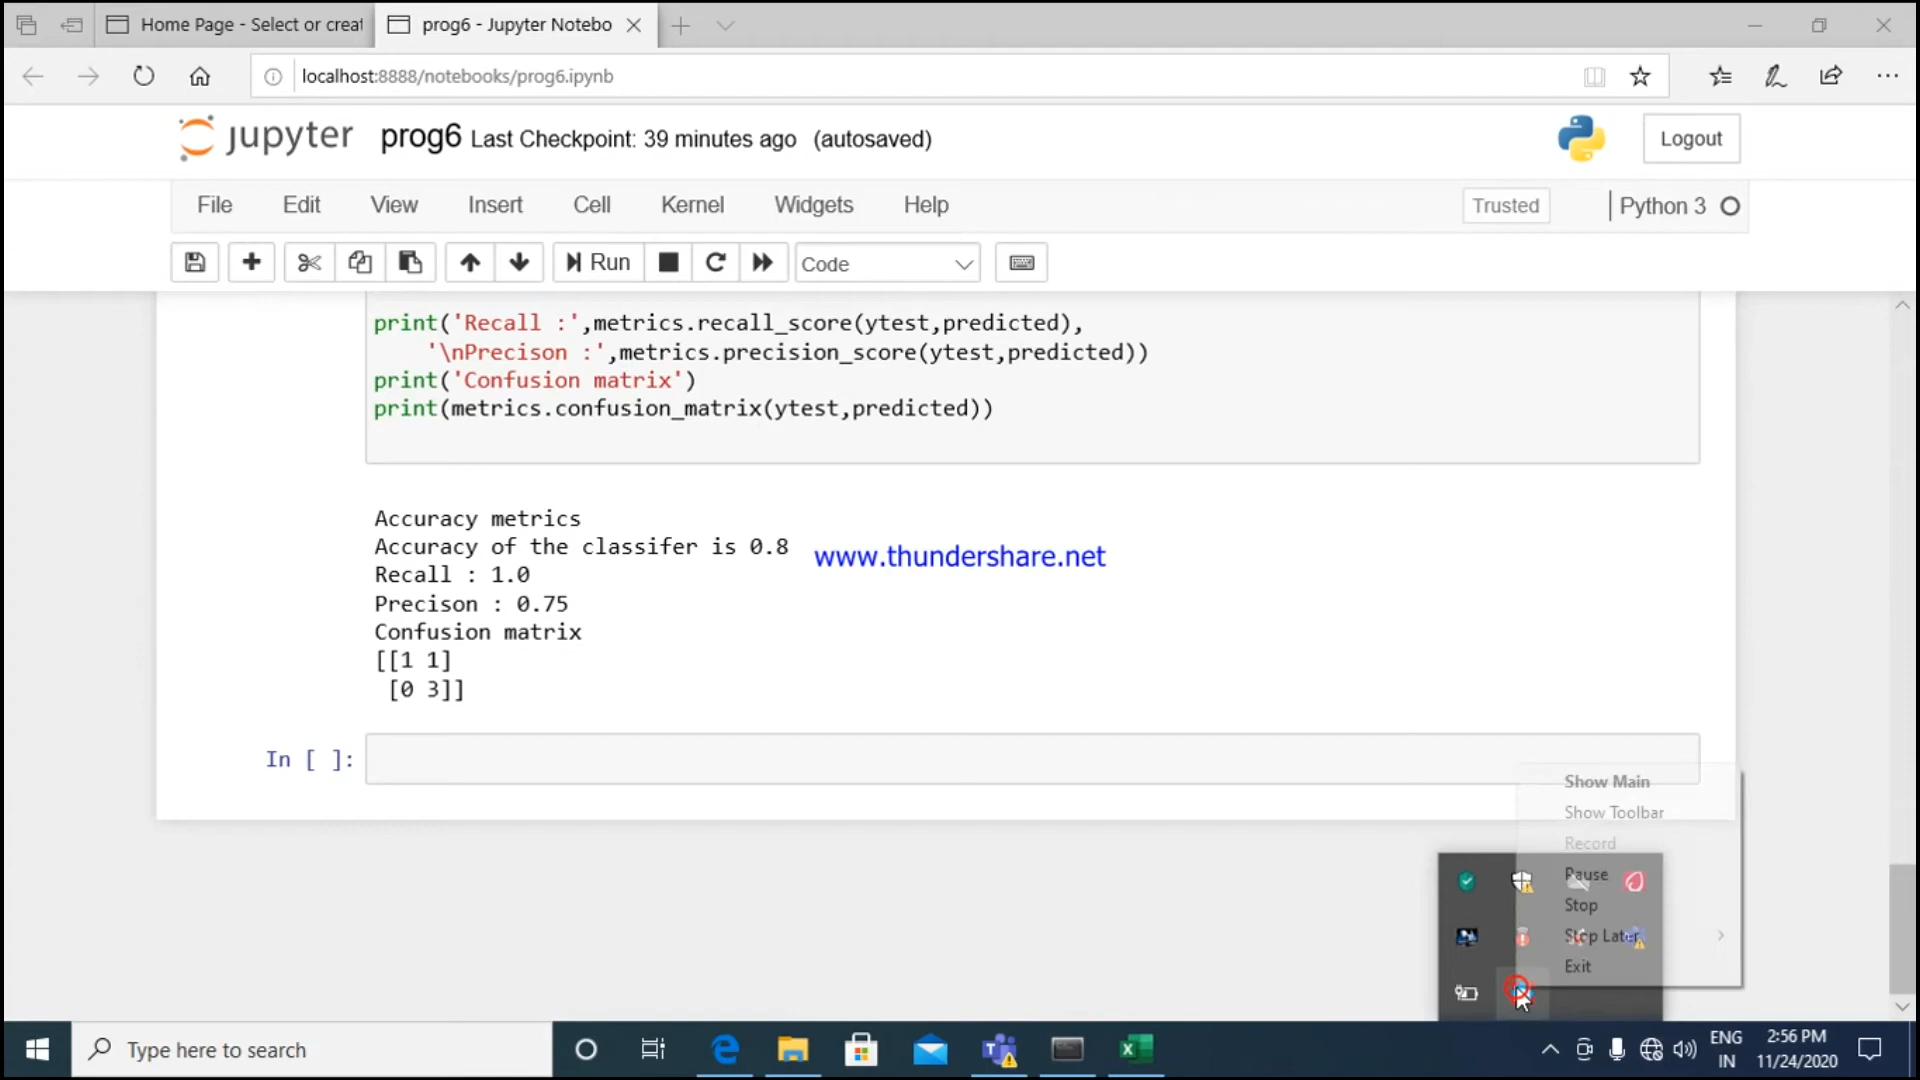 Home Page - Select or creat
prog6 - Jupyter Notebo
localhost:8888/notebooks/prog6.ipynb
jupyter prog6 Last Checkpoint: 39 minutes ago (autosaved)
Logout
File Edit View Insert Cell Kernel Widgets Help
Trusted
Python 3
Run
Code
print('Recall :',metrics.recall_score(ytest,predicted),
'\nPrecison :',metrics.precision_score(ytest,predicted))
print('Confusion matrix')
print(metrics.confusion_matrix(ytest,predicted))
Accuracy metrics
Accuracy of the classifer is 0.8
www.thundershare.net
Recall : 1.0
Precison : 0.75
Confusion matrix
[[1 1]
[0 3]]
In [ ]:
Show Main
Show Toolbar
Record
Pause
Stop
Stop Later
Exit
Type here to search
ENG
IN
2:56 PM
11/24/2020